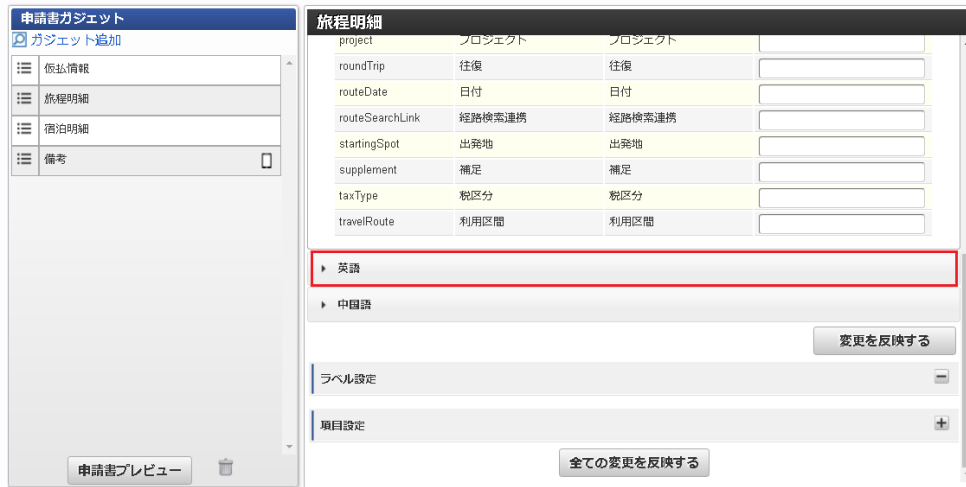 申請書ガジェット
ガジェット追加
仮払情報
旅程明細
宿泊明細
備考
申請書プレビュー
旅程明細
project プロジェクト プロジェクト
roundTrip 往復 往復
routeDate 日付 日付
routeSearchLink 経路検索連携 経路検索連携
startingSpot 出発地 出発地
supplement 補足 補足
taxType 税区分 税区分
travelRoute 利用区間 利用区間
英語
中国語
変更を反映する
ラベル設定
項目設定
全ての変更を反映する